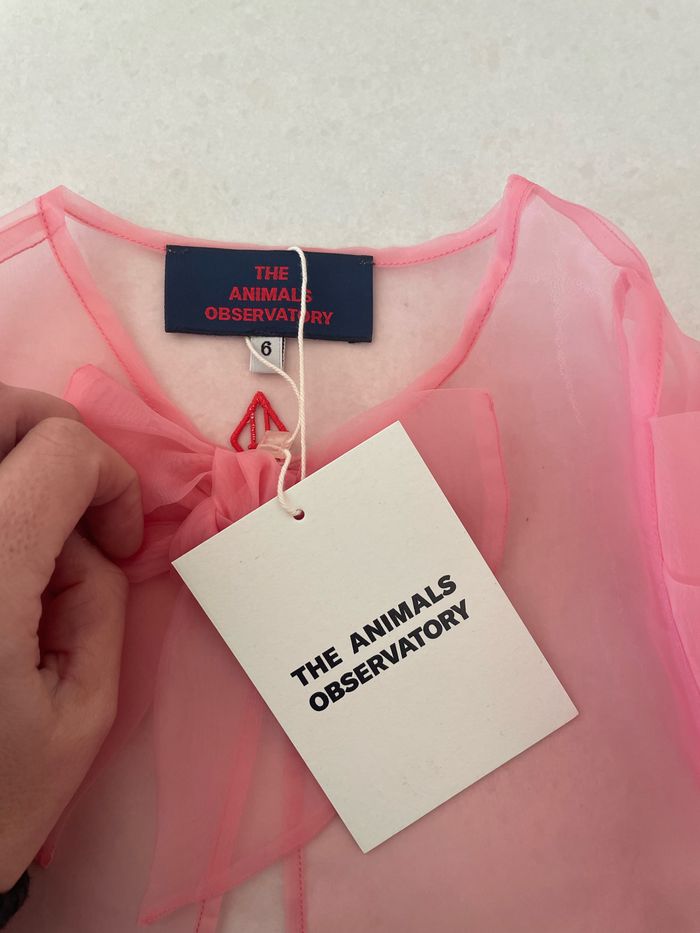 THE
ANIMALS
OBSERVATORY
6
THE ANIMALS
OBSERVATORY